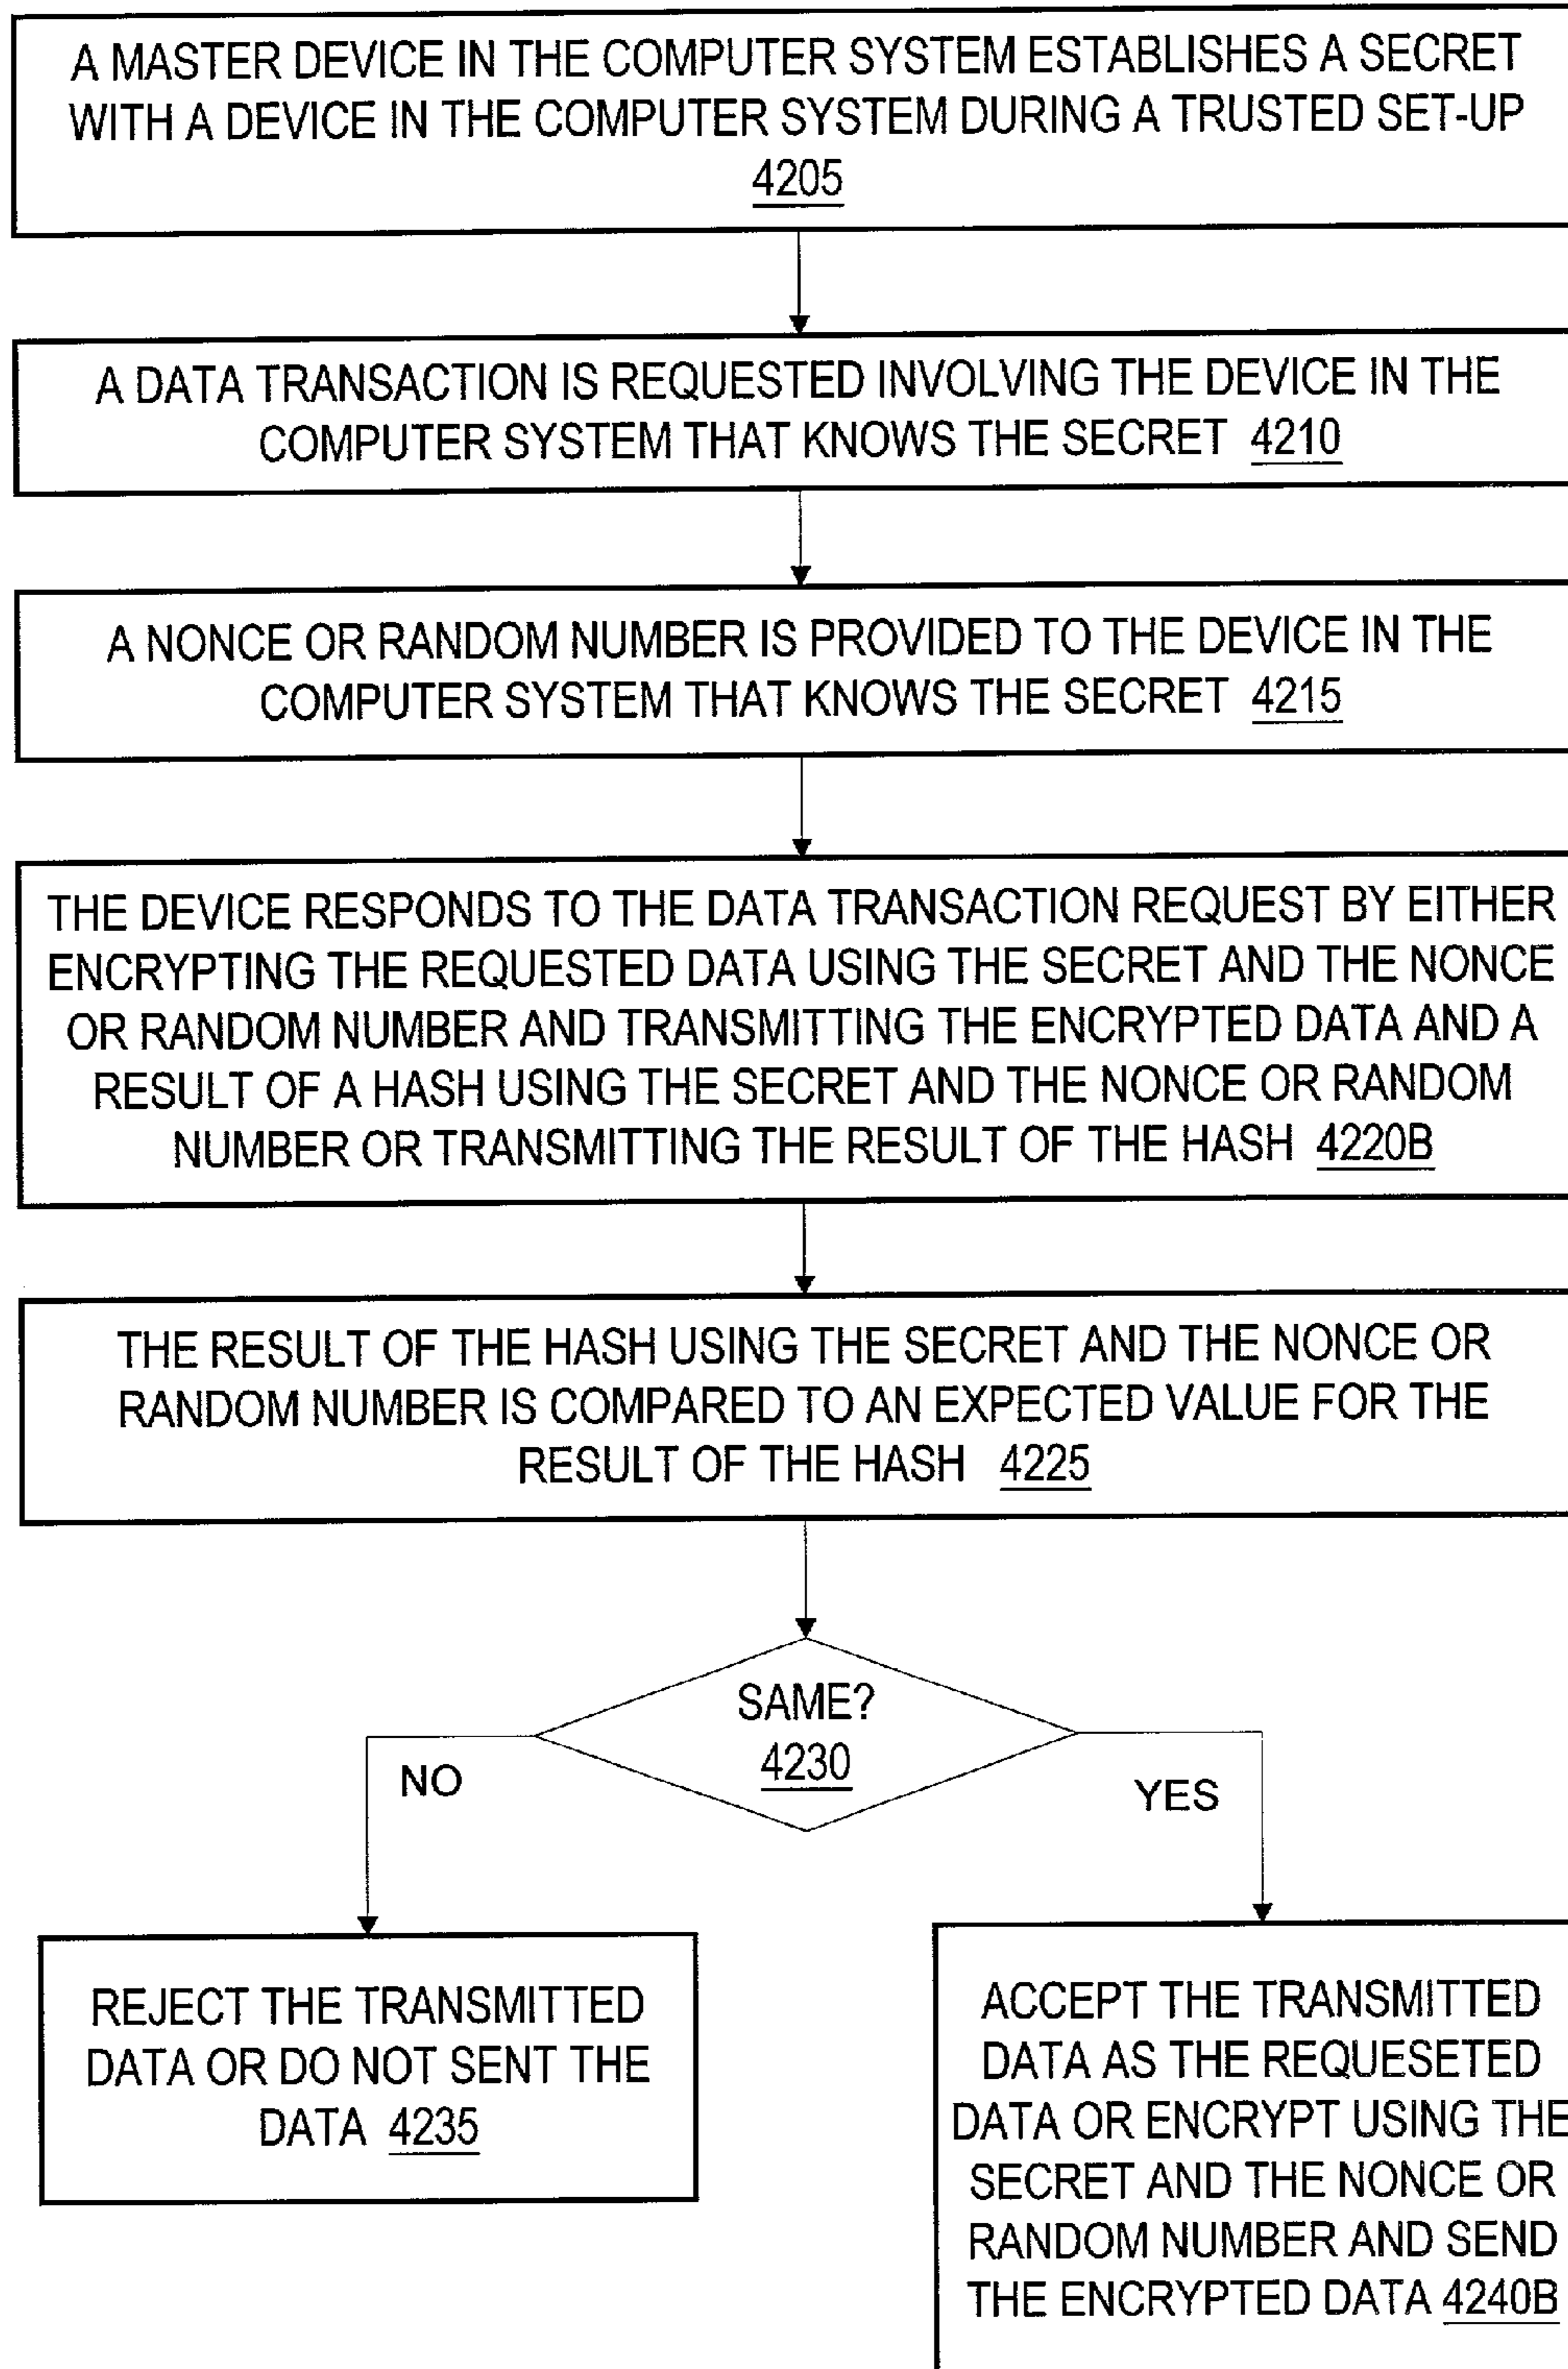 A MASTER DEVICE IN THE COMPUTER SYSTEM ESTABLISHES A SECRET
WITH A DEVICE IN THE COMPUTER SYSTEM DURING A TRUSTED SET-UP
4205
A DATA TRANSACTION IS REQUESTED INVOLVING THE DEVICE IN THE
COMPUTER SYSTEM THAT KNOWS THE SECRET 4210
A NONCE OR RANDOM NUMBER IS PROVIDED TO THE DEVICE IN THE
COMPUTER SYSTEM THAT KNOWS THE SECRET 4215
THE DEVICE RESPONDS TO THE DATA TRANSACTION REQUEST BY EITHER
ENCRYPTING THE REQUESTED DATA USING THE SECRET AND THE NONCE
OR RANDOM NUMBER AND TRANSMITTING THE ENCRYPTED DATA AND A
RESULT OF A HASH USING THE SECRET AND THE NONCE OR RANDOM
NUMBER OR TRANSMITTING THE RESULT OF THE HASH 4220B
THE RESULT OF THE HASH USING THE SECRET AND THE NONCE OR
RANDOM NUMBER IS COMPARED TO AN EXPECTED VALUE FOR THE
RESULT OF THE HASH 4225
SAME?
4230
NO
YES
REJECT THE TRANSMITTED
DATA OR DO NOT SENT THE
DATA 4235
ACCEPT THE TRANSMITTED
DATA AS THE REQUESETED
DATA OR ENCRYPT USING THE
SECRET AND THE NONCE OR
RANDOM NUMBER AND SEND
THE ENCRYPTED DATA 4240B